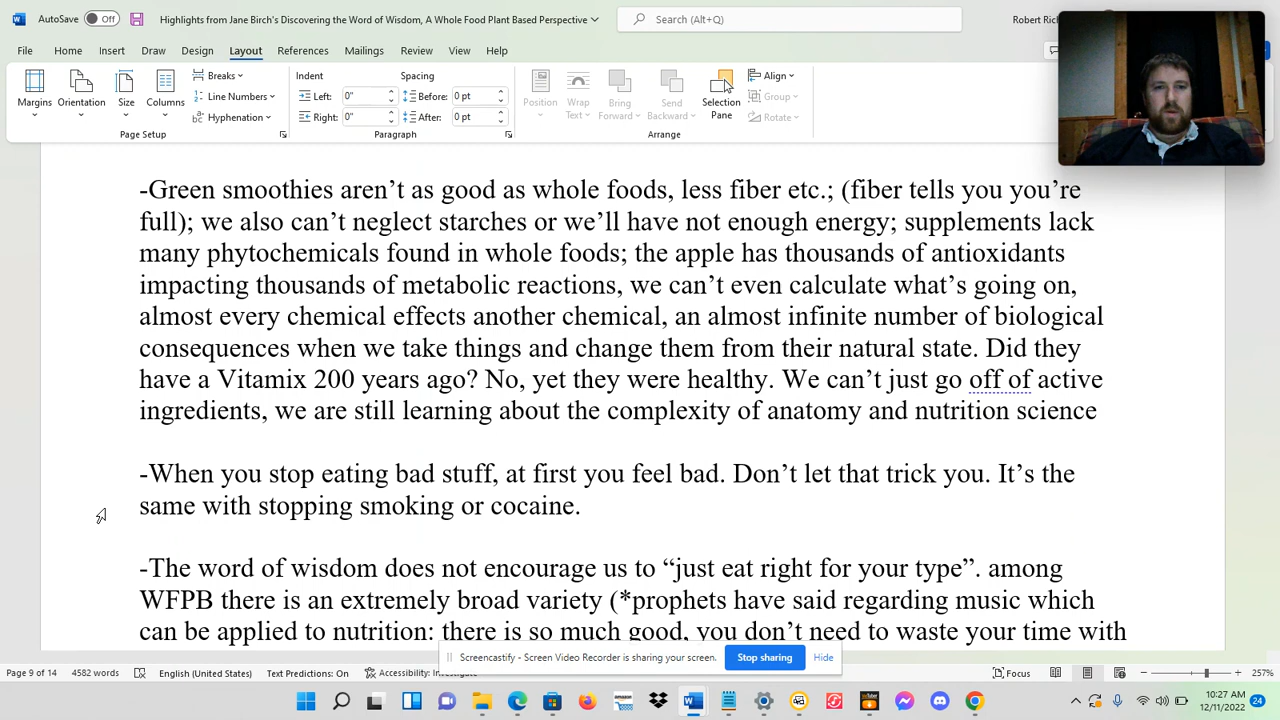 AutoSave Off Highlights from Jane Birch's Discovering the Word of Wisdom, A Whole Food Plant Based Perspective Search (Alt+Q) Robert Ric
File Home Insert Draw Design Layout References Mailings Review View Help
Margins Orientation Size Columns Breaks Line Numbers Hyphenation Page Setup
Indent Spacing
Left: 0" Before: 0 pt
Right: 0" After: 0 pt
Paragraph
Position Wrap Text Bring Forward Send Backward Selection Pane Align Group Rotate
Arrange
-Green smoothies aren't as good as whole foods, less fiber etc.; (fiber tells you you're
full); we also can't neglect starches or we'll have not enough energy; supplements lack
many phytochemicals found in whole foods; the apple has thousands of antioxidants
impacting thousands of metabolic reactions, we can't even calculate what's going on,
almost every chemical effects another chemical, an almost infinite number of biological
consequences when we take things and change them from their natural state. Did they
have a Vitamix 200 years ago? No, yet they were healthy. We can't just go off of active
ingredients, we are still learning about the complexity of anatomy and nutrition science
-When you stop eating bad stuff, at first you feel bad. Don't let that trick you. It's the
same with stopping smoking or cocaine.
-The word of wisdom does not encourage us to “just eat right for your type”. among
WFPB there is an extremely broad variety (*prophets have said regarding music which
can be applied to nutrition: there is so much good, you don't need to waste your time with
Screencastify - Screen Video Recorder is sharing your screen. Stop sharing Hide
Page 9 of 14 4582 words English (United States) Text Predictions: On Accessibility: Investigate Focus 257%
10:27 AM
12/11/2022 24